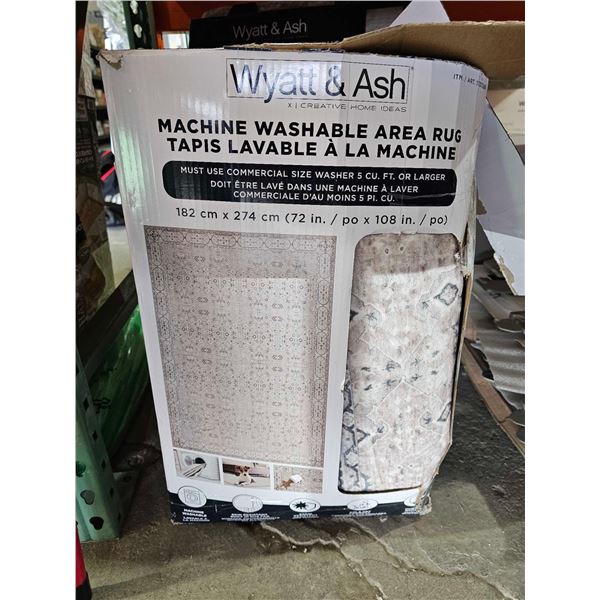 Wyatt & Ash
Wyatt & Ash
X | CREATIVE HOME IDEAS
ITM. / ART.
MACHINE WASHABLE AREA RUG
TAPIS LAVABLE À LA MACHINE
MUST USE COMMERCIAL SIZE WASHER 5 CU. FT. OR LARGER
DOIT ÊTRE LAVÉ DANS UNE MACHINE À LAVER
COMMERCIALE D'AU MOINS 5 PI. CU.
182 cm x 274 cm (72 in. / po x 108 in. / po)
MACHINE
WASHABLE